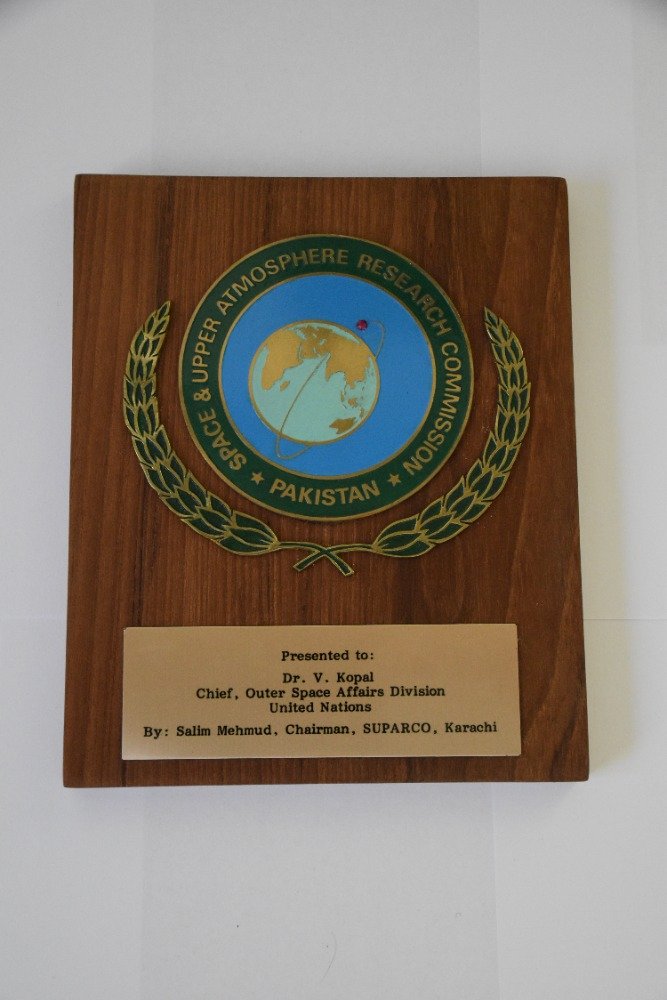 SPACE & UPPER ATMOSPHERE RESEARCH COMMISSION
PAKISTAN
Presented to:
Dr. V. Kopal
Chief, Outer Space Affairs Division
United Nations
By: Salim Mehmud, Chairman, SUPARCO, Karachi